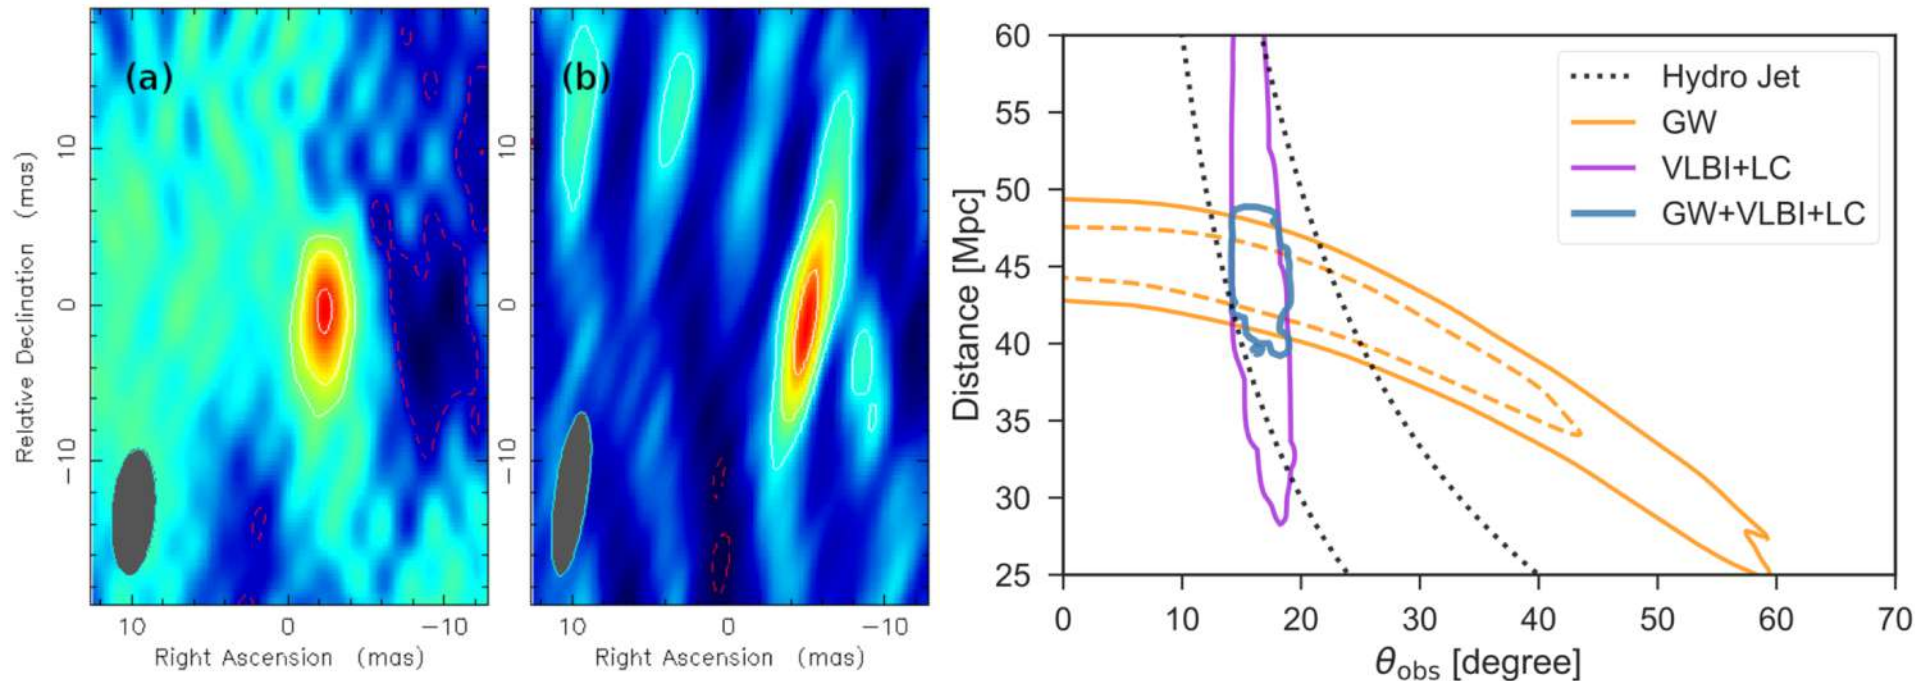 (a)
(b)
Relative Declination (mas)
10
0
−10
10
0
−10
Right Ascension (mas)
10
0
−10
10
0
−10
Right Ascension (mas)
Distance [Mpc]
60
55
50
45
40
35
30
25
0
10
20
30
40
50
60
70
θobs [degree]
Hydro Jet
GW
VLBI+LC
GW+VLBI+LC